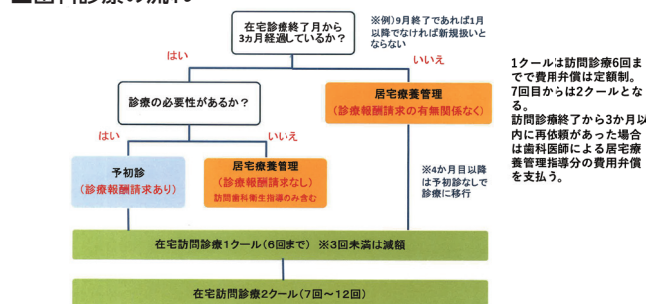 在宅診療終了月から
3ヵ月経過しているか？
※例）9月終了であれば1月
以降でなければ新規扱いと
ならない
はい
いいえ
診療の必要性があるか？
居宅療養管理
（診療報酬請求の有無関係なく）
はい
いいえ
予初診
（診療報酬請求あり）
居宅療養管理
（診療報酬請求なし）
訪問歯科衛生指導のみ含む
※4か月目以降
は予初診なしで
診療に移行
在宅訪問診療1クール（6回まで） ※3回未満は減額
在宅訪問診療2クール（7回～12回）
1クールは訪問診療6回ま
でで費用弁償は定額制。
7回目からは2クールとな
る。
訪問診療終了から3か月以
内に再依頼があった場合
は歯科医師による居宅療
養管理指導分の費用弁償
を支払う。